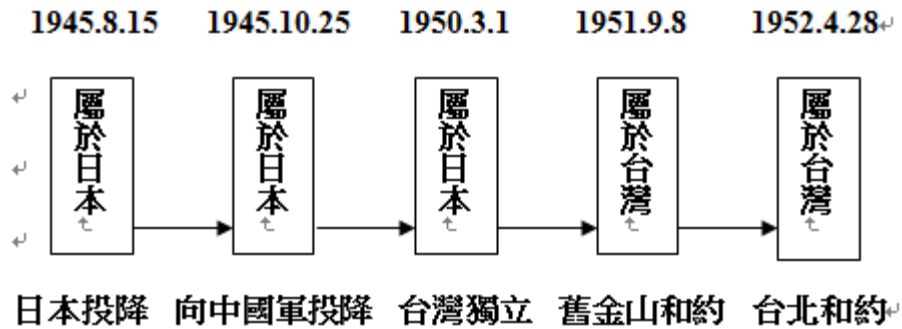 1945.8.15 1945.10.25 1950.3.1 1951.9.8 1952.4.28
屬於日本 屬於日本 屬於日本 屬於台灣 屬於台灣
日本投降 向中國軍投降 台灣獨立 舊金山和約 台北和約